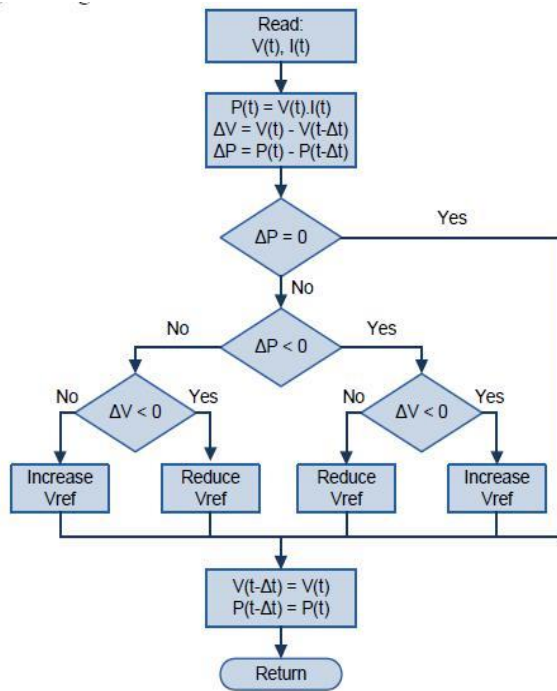 Read:
V(t), I(t)
P(t) = V(t).I(t)
ΔV = V(t) - V(t-Δt)
ΔP = P(t) - P(t-Δt)
ΔP = 0
Yes
No
ΔP < 0
No
Yes
ΔV < 0
No
Yes
ΔV < 0
No
Yes
Increase
Vref
Reduce
Vref
Reduce
Vref
Increase
Vref
V(t-Δt) = V(t)
P(t-Δt) = P(t)
Return